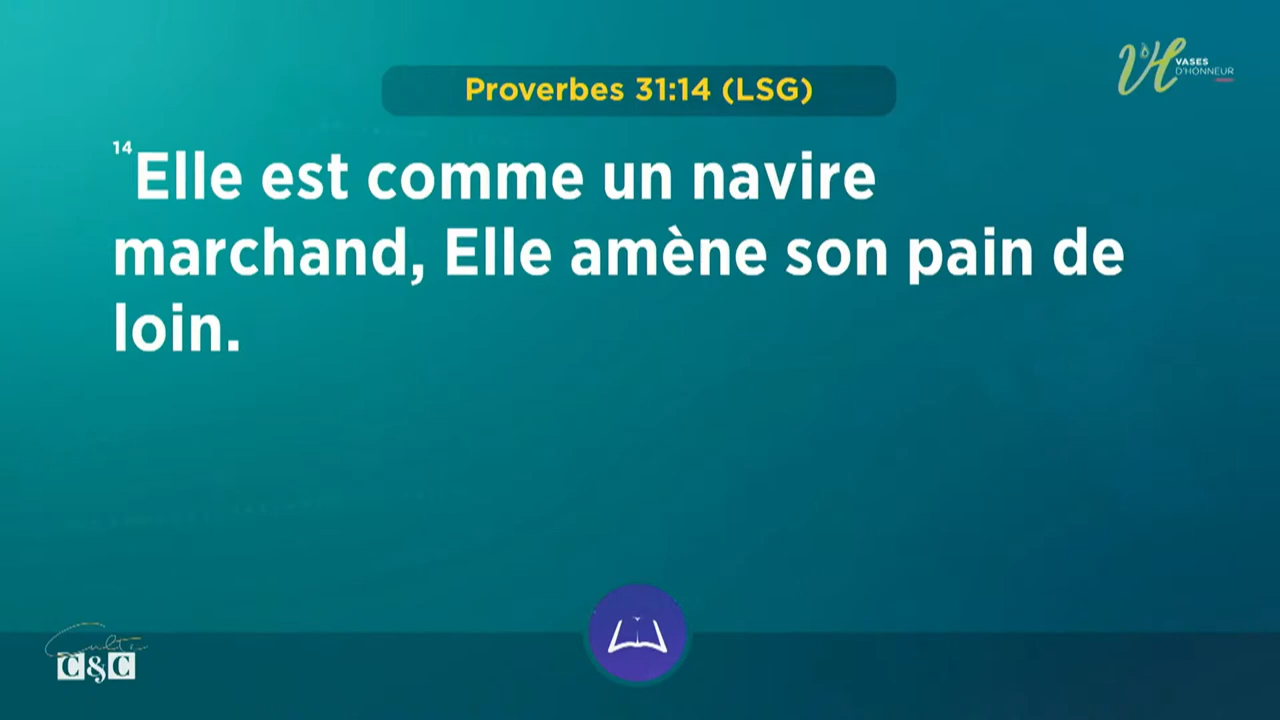 VASES
D'HONNEUR
Proverbes 31:14 (LSG)
14 Elle est comme un navire
marchand, Elle amène son pain de
loin.
Culte
C&C